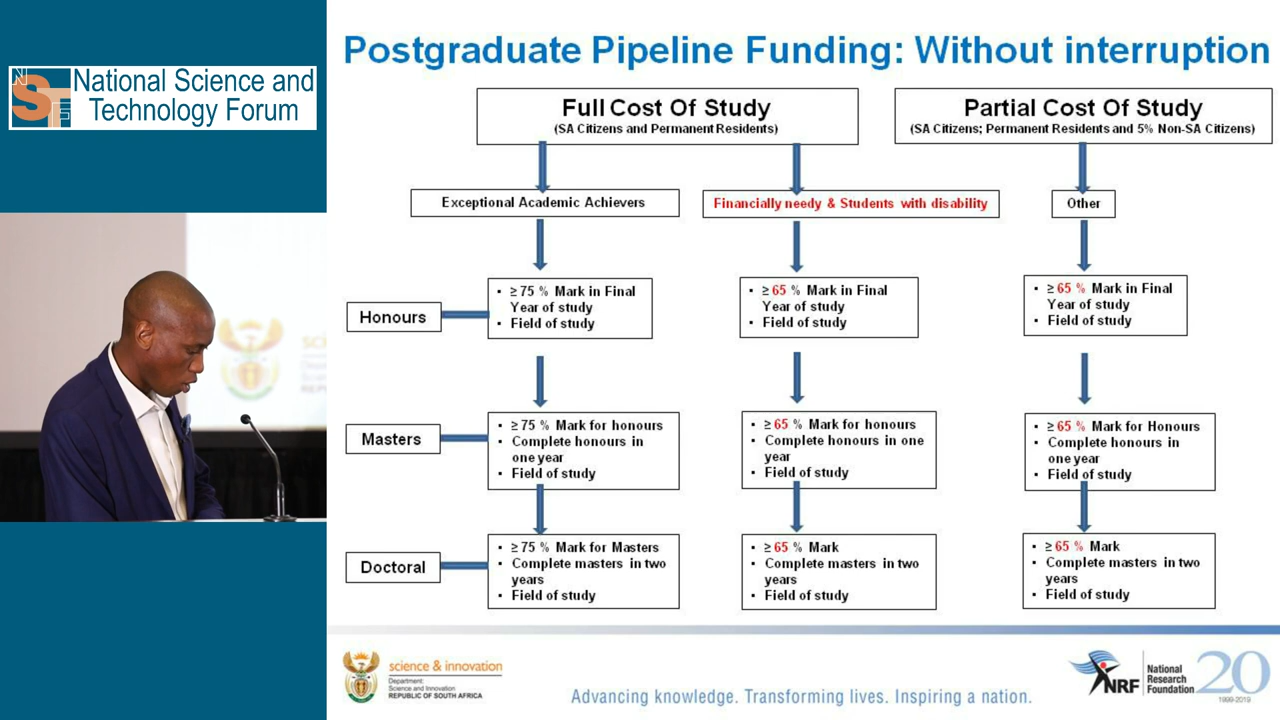 National Science and
Technology Forum
NSTF
Postgraduate Pipeline Funding: Without interruption
Full Cost Of Study
(SA Citizens and Permanent Residents)
Partial Cost Of Study
(SA Citizens; Permanent Residents and 5% Non-SA Citizens)
Exceptional Academic Achievers
Financially needy & Students with disability
Other
Honours
▪ ≥ 75 % Mark in Final
Year of study
▪ Field of study
▪ ≥ 65 % Mark in Final
Year of study
▪ Field of study
▪ ≥ 65 % Mark in Final
Year of study
▪ Field of study
Masters
▪ ≥ 75 % Mark for honours
▪ Complete honours in
one year
▪ Field of study
▪ ≥ 65 % Mark for honours
▪ Complete honours in one
year
▪ Field of study
▪ ≥ 65 % Mark for Honours
▪ Complete honours in
one year
▪ Field of study
Doctoral
▪ ≥ 75 % Mark for Masters
▪ Complete masters in two
years
▪ Field of study
▪ ≥ 65 % Mark
▪ Complete masters in two
years
▪ Field of study
▪ ≥ 65 % Mark
▪ Complete masters in two
years
▪ Field of study
science & innovation
Department:
Science and Innovation
REPUBLIC OF SOUTH AFRICA
Advancing knowledge. Transforming lives. Inspiring a nation.
NRF
National
Research
Foundation
20
1999-2019